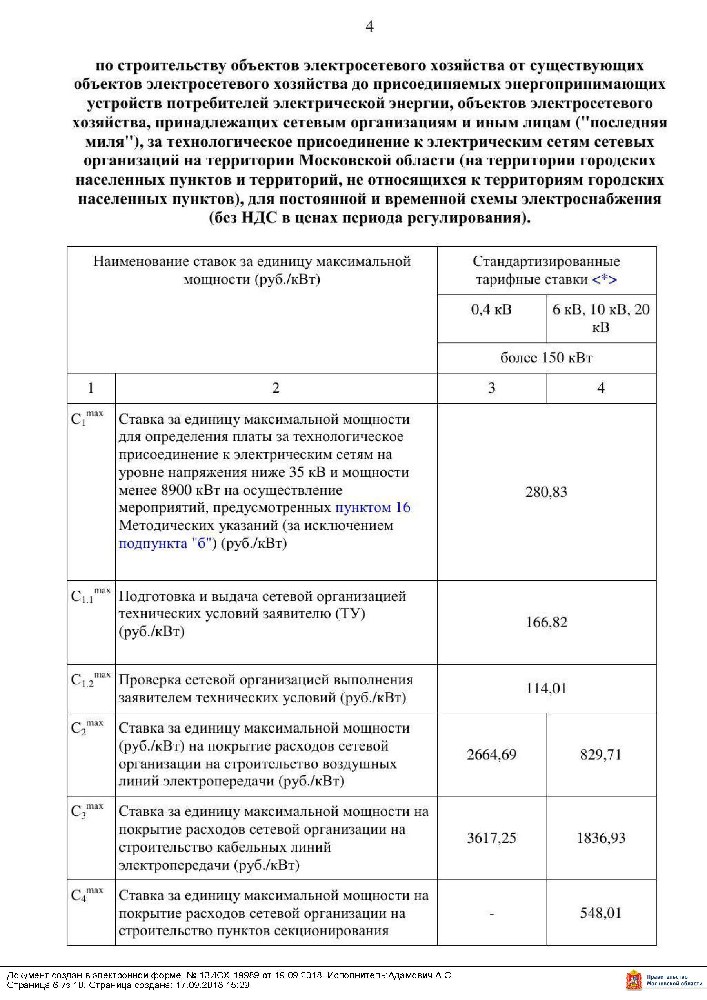 4
по строительству объектов электросетевого хозяйства от существующих
объектов электросетевого хозяйства до присоединяемых энергопринимающих
устройств потребителей электрической энергии, объектов электросетевого
хозяйства, принадлежащих сетевым организациям и иным лицам ("последняя
миля"), за технологическое присоединение к электрическим сетям сетевых
организаций на территории Московской области (на территории городских
населенных пунктов и территорий, не относящихся к территориям городских
населенных пунктов), для постоянной и временной схемы электроснабжения
(без НДС в ценах периода регулирования).
Наименование ставок за единицу максимальной
мощности (руб./кВт)
Стандартизированные
тарифные ставки <*>
0,4 кВ
6 кВ, 10 кВ, 20
кВ
более 150 кВт
1 2 3 4
C1 max
Ставка за единицу максимальной мощности
для определения платы за технологическое
присоединение к электрическим сетям на
уровне напряжения ниже 35 кВ и мощности
менее 8900 кВт на осуществление
мероприятий, предусмотренных пунктом 16
Методических указаний (за исключением
подпункта "б") (руб./кВт)
280,83
C1.1 max
Подготовка и выдача сетевой организацией
технических условий заявителю (ТУ)
(руб./кВт)
166,82
C1.2 max
Проверка сетевой организацией выполнения
заявителем технических условий (руб./кВт)
114,01
C2 max
Ставка за единицу максимальной мощности
(руб./кВт) на покрытие расходов сетевой
организации на строительство воздушных
линий электропередачи (руб./кВт)
2664,69 829,71
C3 max
Ставка за единицу максимальной мощности на
покрытие расходов сетевой организации на
строительство кабельных линий
электропередачи (руб./кВт)
3617,25 1836,93
C4 max
Ставка за единицу максимальной мощности на
покрытие расходов сетевой организации на
строительство пунктов секционирования
- 548,01
Документ создан в электронной форме. № 13ИСХ-19989 от 19.09.2018. Исполнитель:Адамович А.С.
Страница 6 из 10. Страница создана: 17.09.2018 15:29
Правительство
Московской области